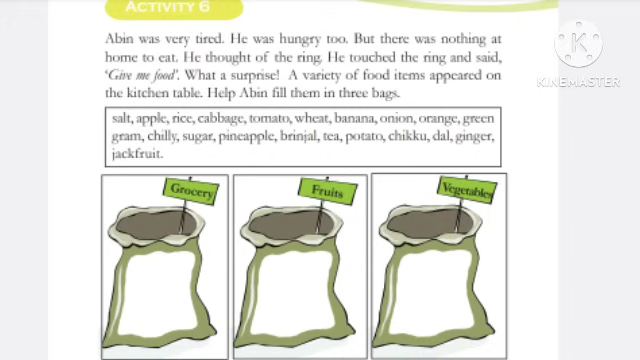 ACTIVITY 6
Abin was very tired. He was hungry too. But there was nothing at
home to eat. He thought of the ring. He touched the ring and said,
'Give me food'. What a surprise! A variety of food items appeared on
the kitchen table. Help Abin fill them in three bags.
salt, apple, rice, cabbage, tomato, wheat, banana, onion, orange, green
gram, chilly, sugar, pineapple, brinjal, tea, potato, chikku, dal, ginger,
jackfruit.
Grocery
Fruits
Vegetables
KINEMASTER